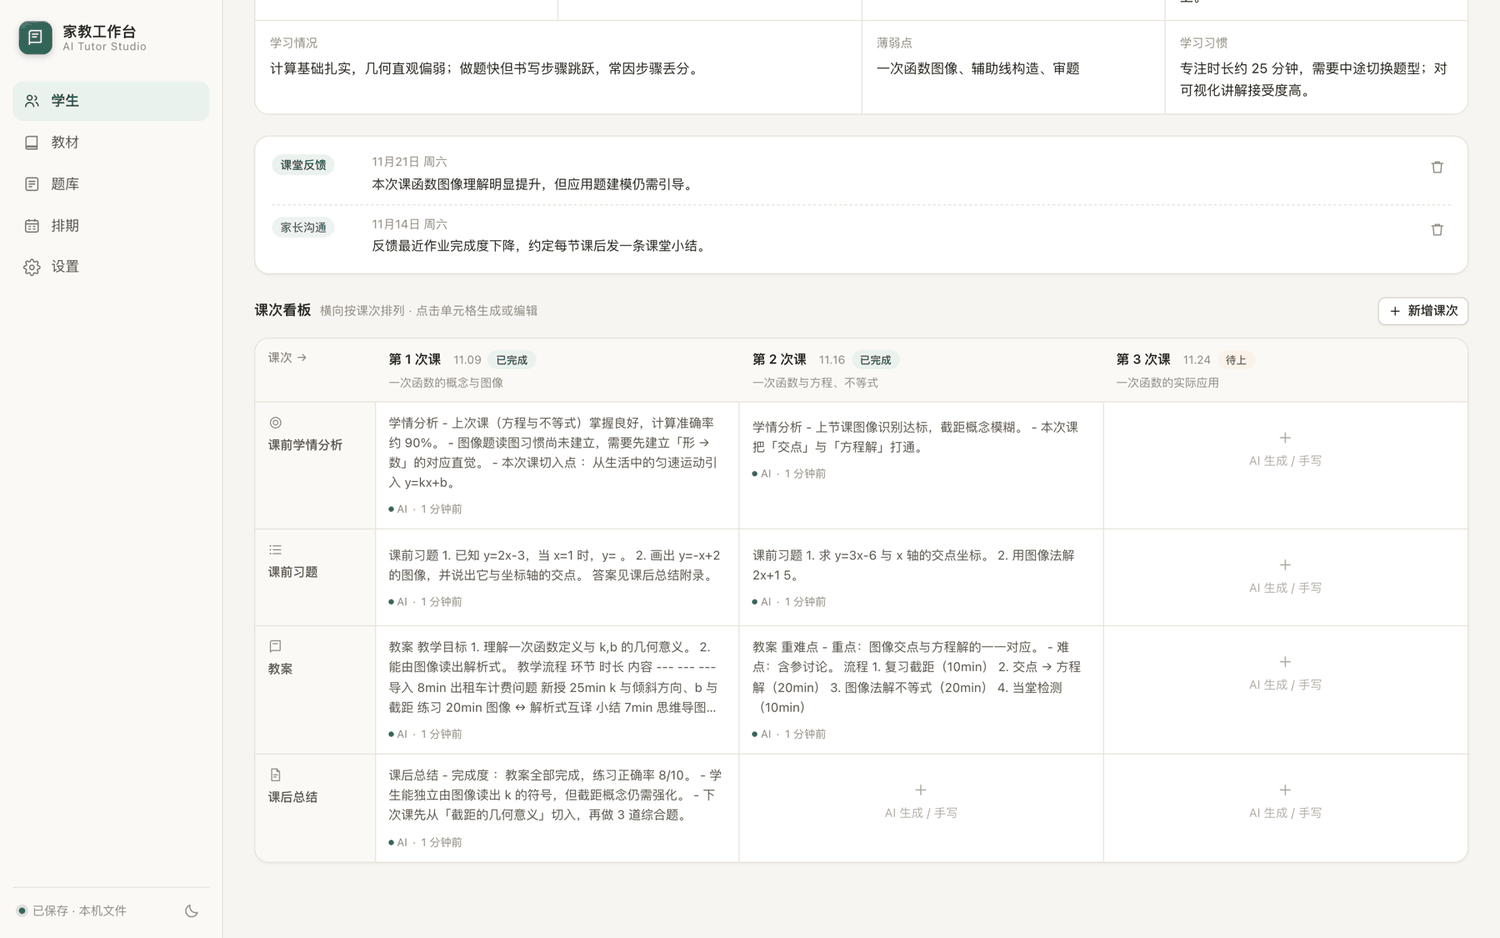 家教工作台
AI Tutor Studio
学生
教材
题库
排期
设置
已保存 · 本机文件
学习情况
计算基础扎实，几何直观偏弱；做题快但书写步骤跳跃，常因步骤丢分。
薄弱点
一次函数图像、辅助线构造、审题
学习习惯
专注时长约 25 分钟，需要中途切换题型；对
可视化讲解接受度高。
课堂反馈
11月21日 周六
本次课函数图像理解明显提升，但应用题建模仍需引导。
家长沟通
11月14日 周六
反馈最近作业完成度下降，约定每节课后发一条课堂小结。
课次看板 横向按课次排列 · 点击单元格生成或编辑
新增课次
课次 →
第 1 次课 11.09 已完成
一次函数的概念与图像
第 2 次课 11.16 已完成
一次函数与方程、不等式
第 3 次课 11.24 待上
一次函数的实际应用
课前学情分析
学情分析 - 上次课（方程与不等式）掌握良好，计算准确率
约 90%。 - 图像题读图习惯尚未建立，需要先建立「形 →
数」的对应直觉。 - 本次课切入点： 从生活中的匀速运动引
入 y=kx+b。
AI · 1 分钟前
学情分析 - 上节课图像识别达标，截距概念模糊。 - 本次课
把「交点」与「方程解」打通。
AI · 1 分钟前
AI 生成 / 手写
课前习题
课前习题 1. 已知 y=2x-3，当 x=1 时，y= 。 2. 画出 y=-x+2
的图像，并说出它与坐标轴的交点。 答案见课后总结附录。
AI · 1 分钟前
课前习题 1. 求 y=3x-6 与 x 轴的交点坐标。 2. 用图像法解
2x+1 5。
AI · 1 分钟前
AI 生成 / 手写
教案
教案 教学目标 1. 理解一次函数定义与 k,b 的几何意义。 2.
能由图像读出解析式。 教学流程 环节 时长 内容 --- --- ---
导入 8min 出租车计费问题 新授 25min k 与倾斜方向、b 与
截距 练习 20min 图像 ↔ 解析式互译 小结 7min 思维导图...
AI · 1 分钟前
教案 重难点 - 重点：图像交点与方程解的一一对应。 - 难
点：含参讨论。 流程 1. 复习截距（10min） 2. 交点 → 方程
解（20min） 3. 图像法解不等式（20min） 4. 当堂检测
（10min）
AI · 1 分钟前
AI 生成 / 手写
课后总结
课后总结 - 完成度： 教案全部完成，练习正确率 8/10。 - 学
生能独立由图像读出 k 的符号，但截距概念仍需强化。 - 下
次课先从「截距的几何意义」切入，再做 3 道综合题。
AI · 1 分钟前
AI 生成 / 手写
AI 生成 / 手写